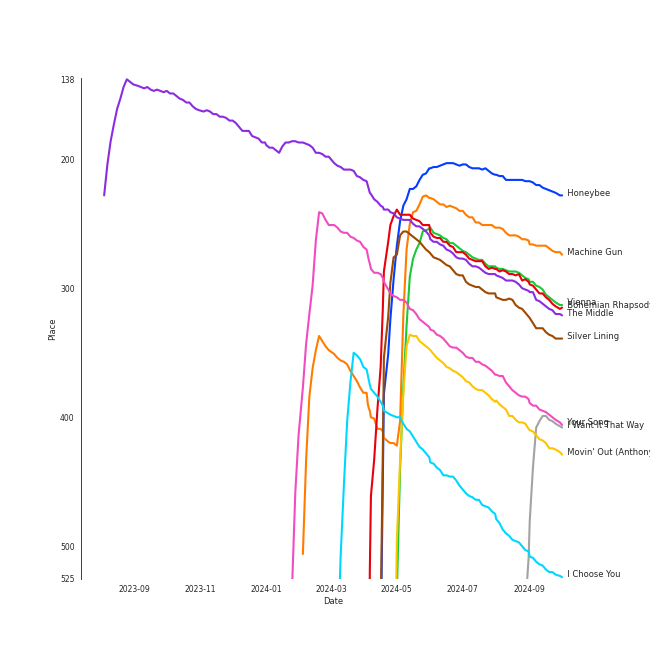 138
200
300
400
500
525
Place
2023-09
2023-11
2024-01
2024-03
2024-05
2024-07
2024-09
Date
Honeybee
Machine Gun
Vienna
Bohemian Rhapsody
The Middle
Silver Lining
Your Song
I Want It That Way
Movin' Out (Anthony
I Choose You